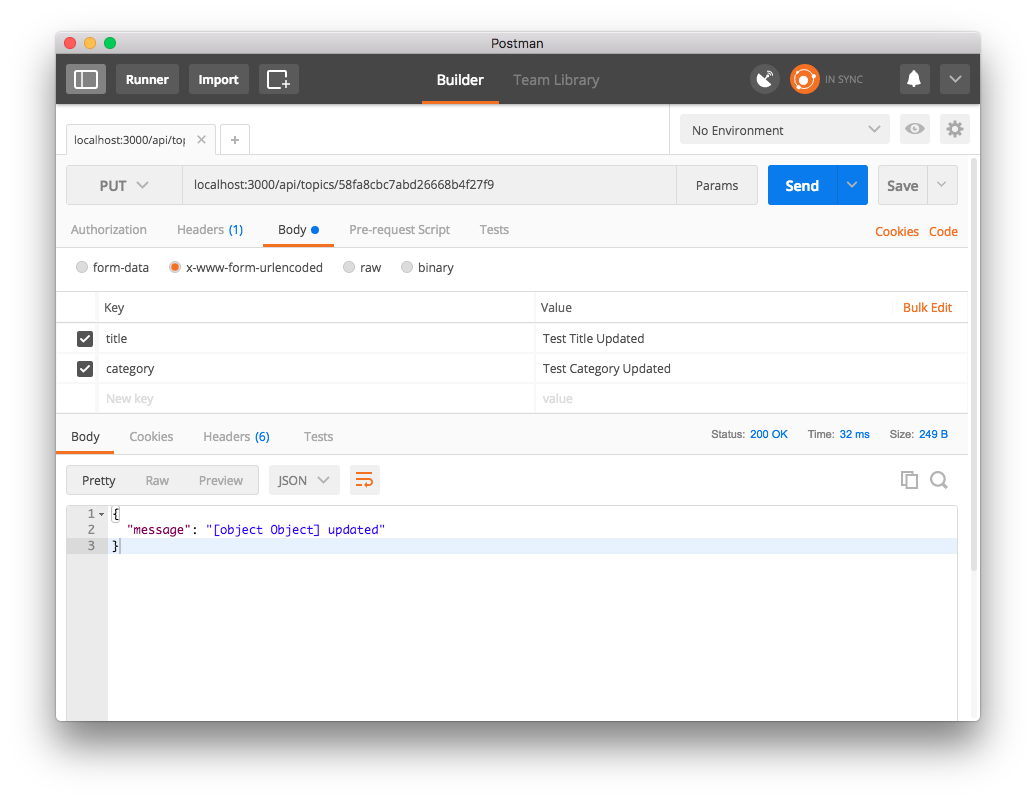 Postman
Runner Import Builder Team Library IN SYNC
localhost:3000/api/top × + No Environment
PUT localhost:3000/api/topics/58fa8cbc7abd26668b4f27f9 Params Send Save
Authorization Headers (1) Body Pre-request Script Tests Cookies Code
form-data x-www-form-urlencoded raw binary
Key Value Bulk Edit
title Test Title Updated
category Test Category Updated
New key value
Body Cookies Headers (6) Tests Status: 200 OK Time: 32 ms Size: 249 B
Pretty Raw Preview JSON
1 {
2 "message": "[object Object] updated"
3 }